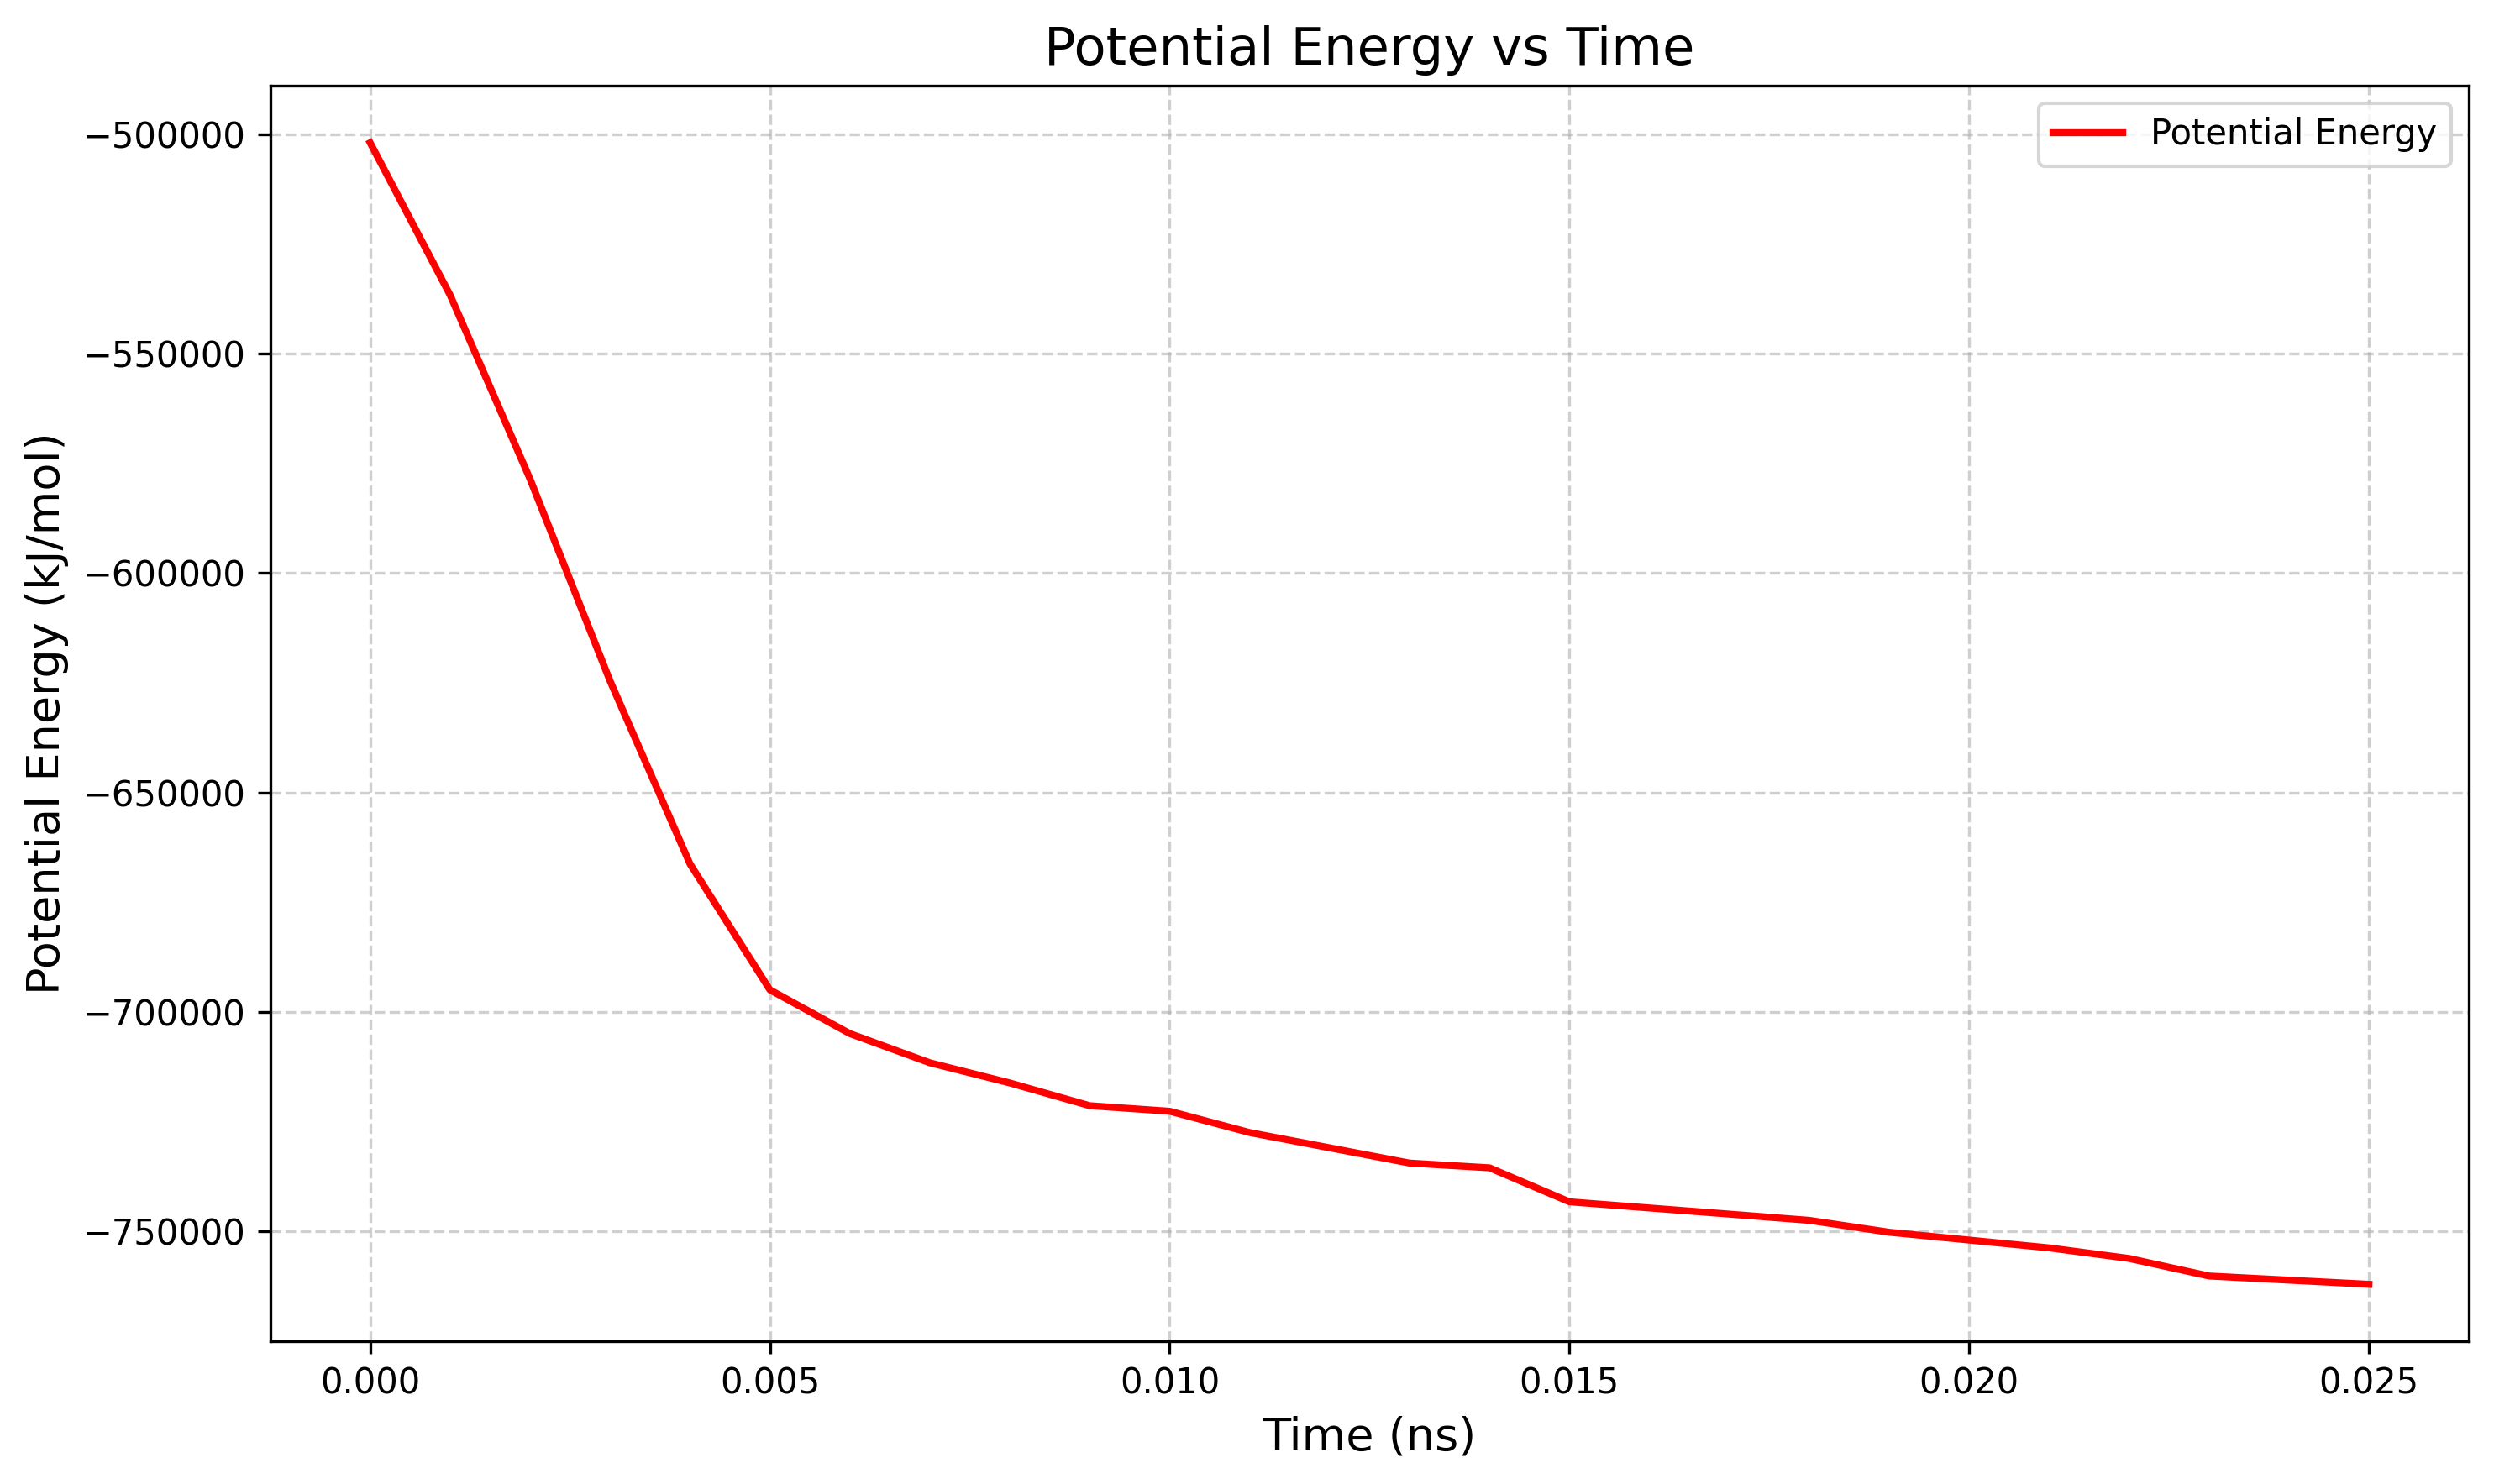 Potential Energy vs Time
Potential Energy
−500000
−550000
−600000
−650000
−700000
−750000
Potential Energy (kJ/mol)
0.000 0.005 0.010 0.015 0.020 0.025
Time (ns)